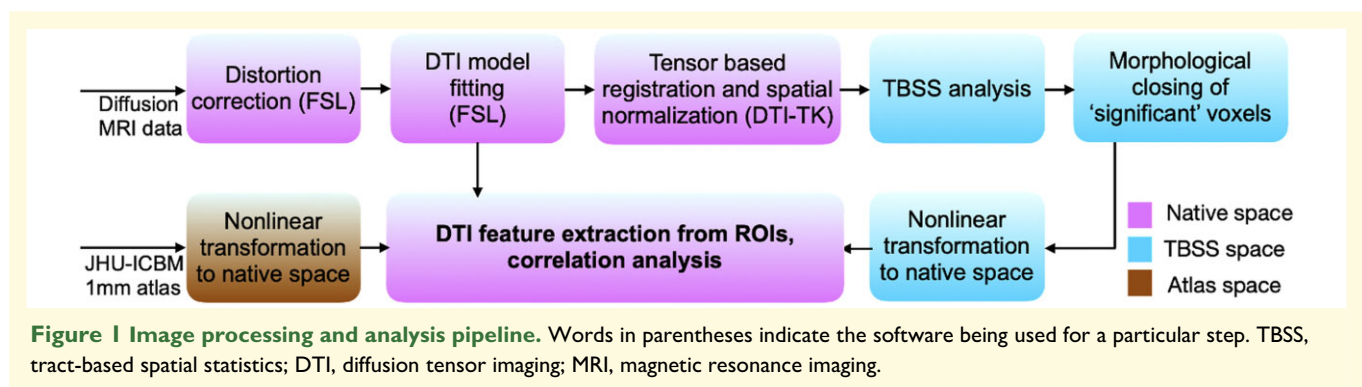 Distortion
correction (FSL)
DTI model
fitting
(FSL)
Tensor based
registration and spatial
normalization (DTI-TK)
TBSS analysis
Morphological
closing of
‘significant’ voxels
Diffusion
MRI data
JHU-ICBM
1mm atlas
Nonlinear
transformation
to native space
DTI feature extraction from ROIs,
correlation analysis
Nonlinear
transformation
to native space
Native space
TBSS space
Atlas space
Figure 1 Image processing and analysis pipeline. Words in parentheses indicate the software being used for a particular step. TBSS,
tract-based spatial statistics; DTI, diffusion tensor imaging; MRI, magnetic resonance imaging.